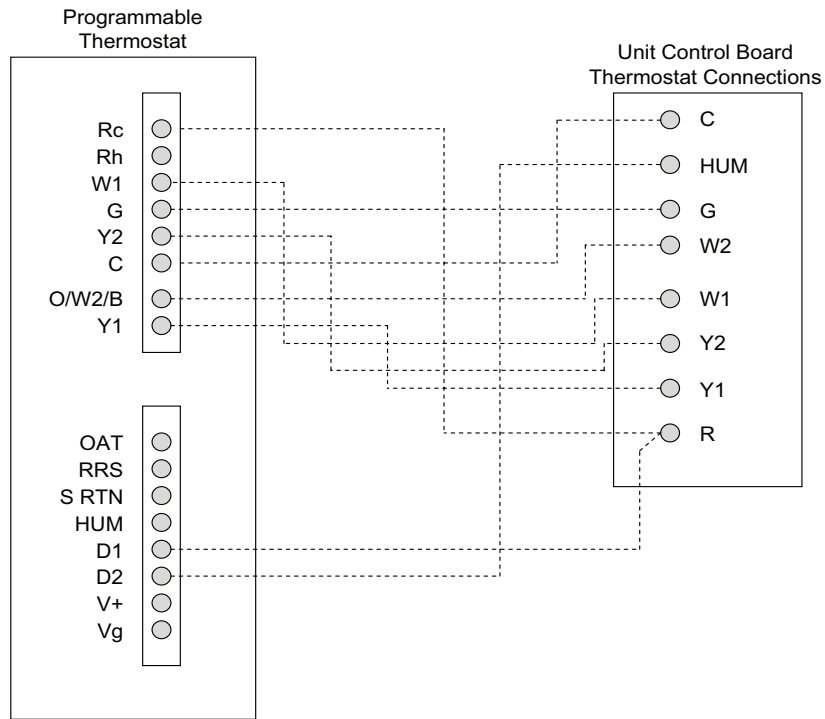 Programmable
Thermostat
Rc
Rh
W1
G
Y2
C
O/W2/B
Y1
OAT
RRS
S RTN
HUM
D1
D2
V+
Vg
Unit Control Board
Thermostat Connections
C
HUM
G
W2
W1
Y2
Y1
R